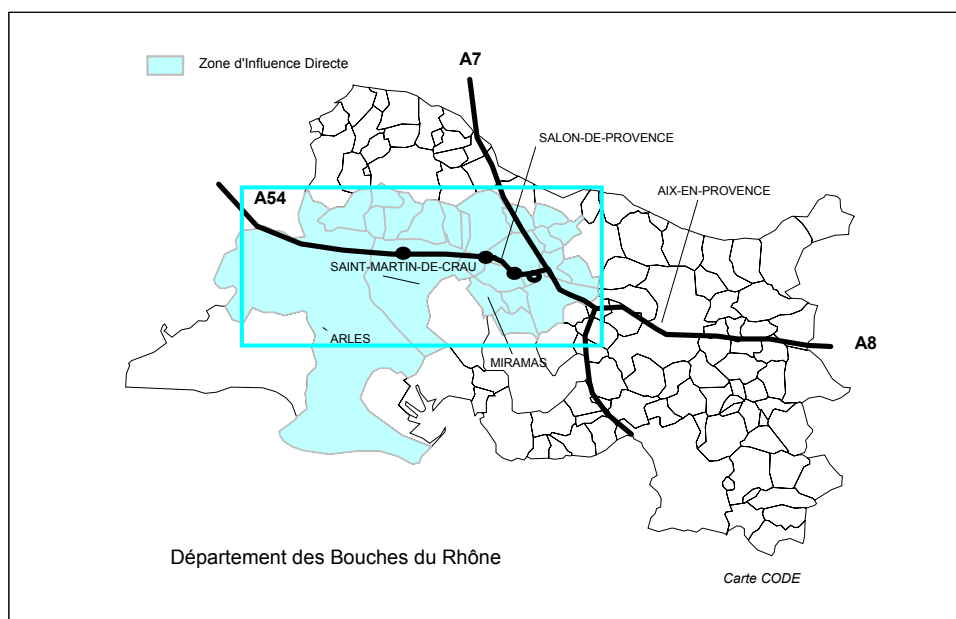 Zone d'Influence Directe
A7
SALON-DE-PROVENCE
AIX-EN-PROVENCE
A54
SAINT-MARTIN-DE-CRAU
ARLES
MIRAMAS
A8
Département des Bouches du Rhône
Carte CODE